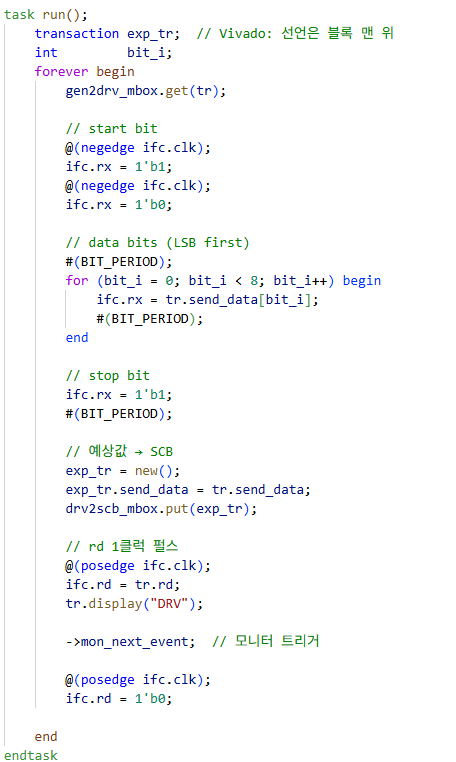 task run();
    transaction exp_tr;  // Vivado: 선언은 블록 맨 위
    int         bit_i;
    forever begin
        gen2drv_mbox.get(tr);

        // start bit
        @(negedge ifc.clk);
        ifc.rx = 1'b1;
        @(negedge ifc.clk);
        ifc.rx = 1'b0;

        // data bits (LSB first)
        #(BIT_PERIOD);
        for (bit_i = 0; bit_i < 8; bit_i++) begin
            ifc.rx = tr.send_data[bit_i];
            #(BIT_PERIOD);
        end

        // stop bit
        ifc.rx = 1'b1;
        #(BIT_PERIOD);

        // 예상값 → SCB
        exp_tr = new();
        exp_tr.send_data = tr.send_data;
        drv2scb_mbox.put(exp_tr);

        // rd 1클럭 펄스
        @(posedge ifc.clk);
        ifc.rd = tr.rd;
        tr.display("DRV");

        ->mon_next_event;  // 모니터 트리거

        @(posedge ifc.clk);
        ifc.rd = 1'b0;

    end
endtask